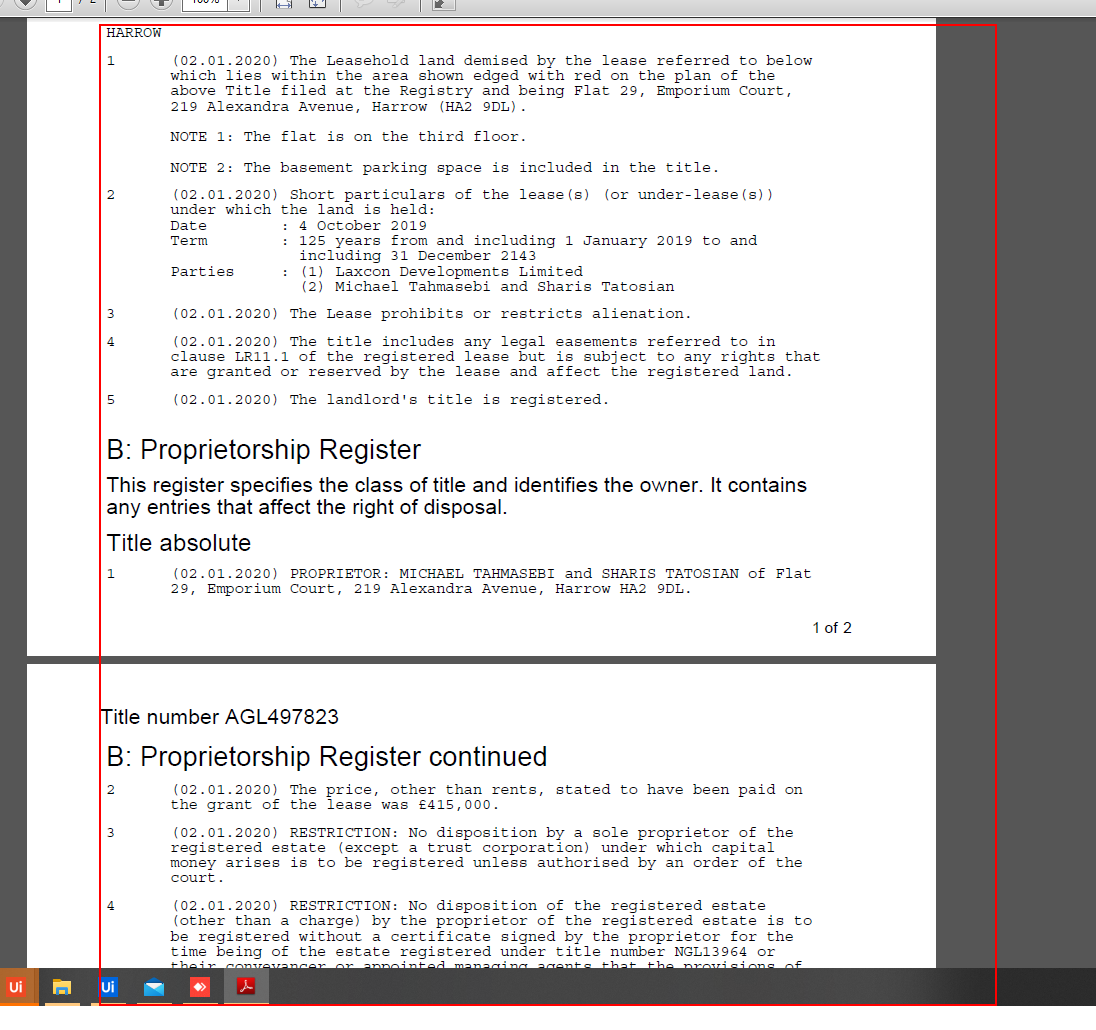 HARROW
1 (02.01.2020) The Leasehold land demised by the lease referred to below
which lies within the area shown edged with red on the plan of the
above Title filed at the Registry and being Flat 29, Emporium Court,
219 Alexandra Avenue, Harrow (HA2 9DL).
NOTE 1: The flat is on the third floor.
NOTE 2: The basement parking space is included in the title.
2 (02.01.2020) Short particulars of the lease(s) (or under-lease(s))
under which the land is held:
Date : 4 October 2019
Term : 125 years from and including 1 January 2019 to and
including 31 December 2143
Parties : (1) Laxcon Developments Limited
(2) Michael Tahmasebi and Sharis Tatosian
3 (02.01.2020) The Lease prohibits or restricts alienation.
4 (02.01.2020) The title includes any legal easements referred to in
clause LR11.1 of the registered lease but is subject to any rights that
are granted or reserved by the lease and affect the registered land.
5 (02.01.2020) The landlord's title is registered.
B: Proprietorship Register
This register specifies the class of title and identifies the owner. It contains
any entries that affect the right of disposal.
Title absolute
1 (02.01.2020) PROPRIETOR: MICHAEL TAHMASEBI and SHARIS TATOSIAN of Flat
29, Emporium Court, 219 Alexandra Avenue, Harrow HA2 9DL.
1 of 2
Title number AGL497823
B: Proprietorship Register continued
2 (02.01.2020) The price, other than rents, stated to have been paid on
the grant of the lease was £415,000.
3 (02.01.2020) RESTRICTION: No disposition by a sole proprietor of the
registered estate (except a trust corporation) under which capital
money arises is to be registered unless authorised by an order of the
court.
4 (02.01.2020) RESTRICTION: No disposition of the registered estate
(other than a charge) by the proprietor of the registered estate is to
be registered without a certificate signed by the proprietor for the
time being of the estate registered under title number NGL13964 or
their conveyancer or appointed managing agents that the provisions of
Ui Ui